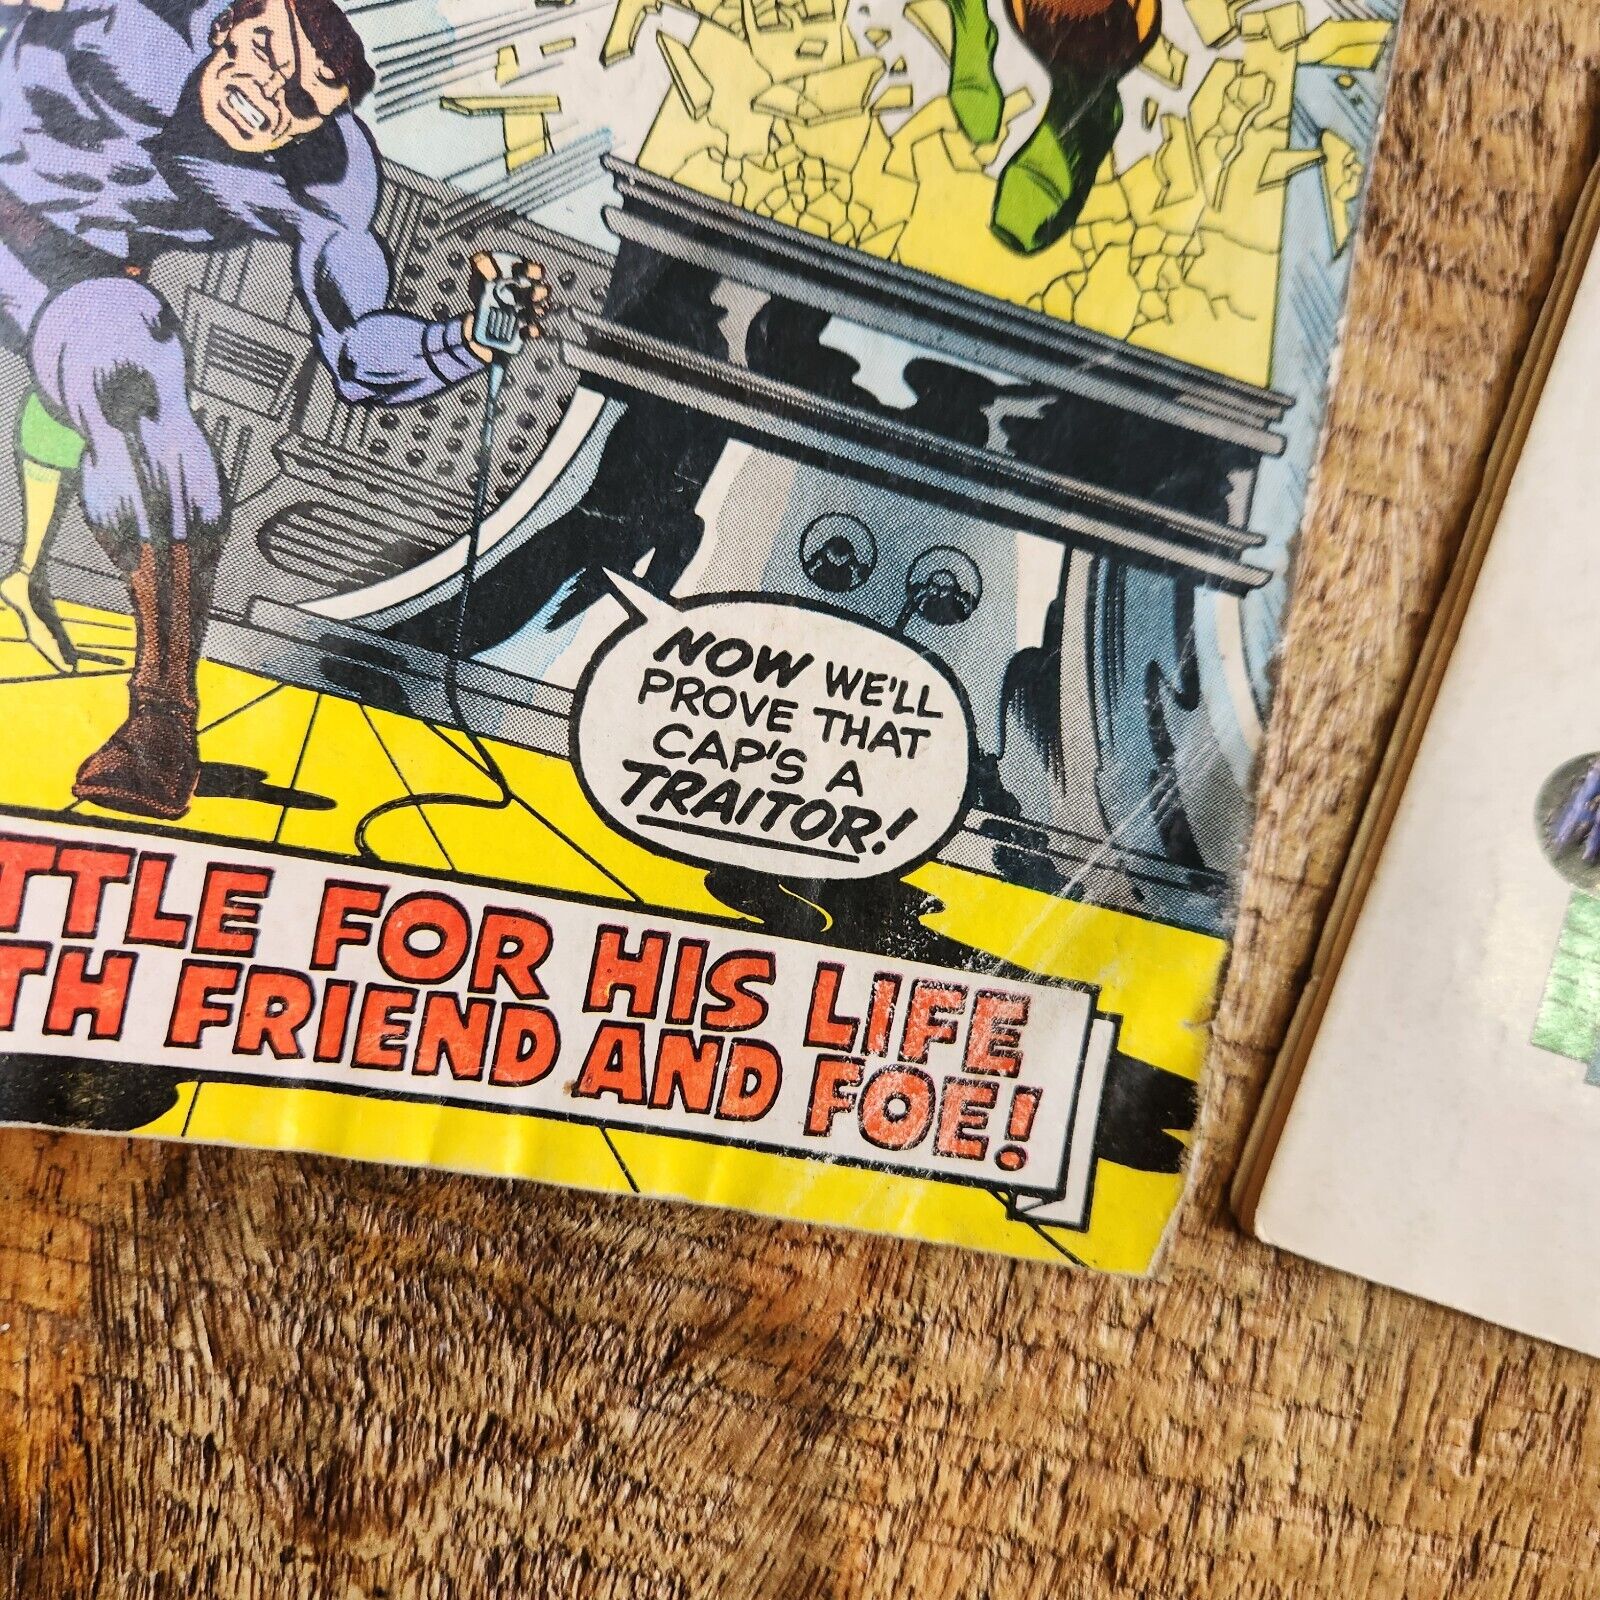 NOW WE'LL
PROVE THAT
CAP'S A
TRAITOR!
TTLE FOR HIS LIFE
TH FRIEND AND FOE!